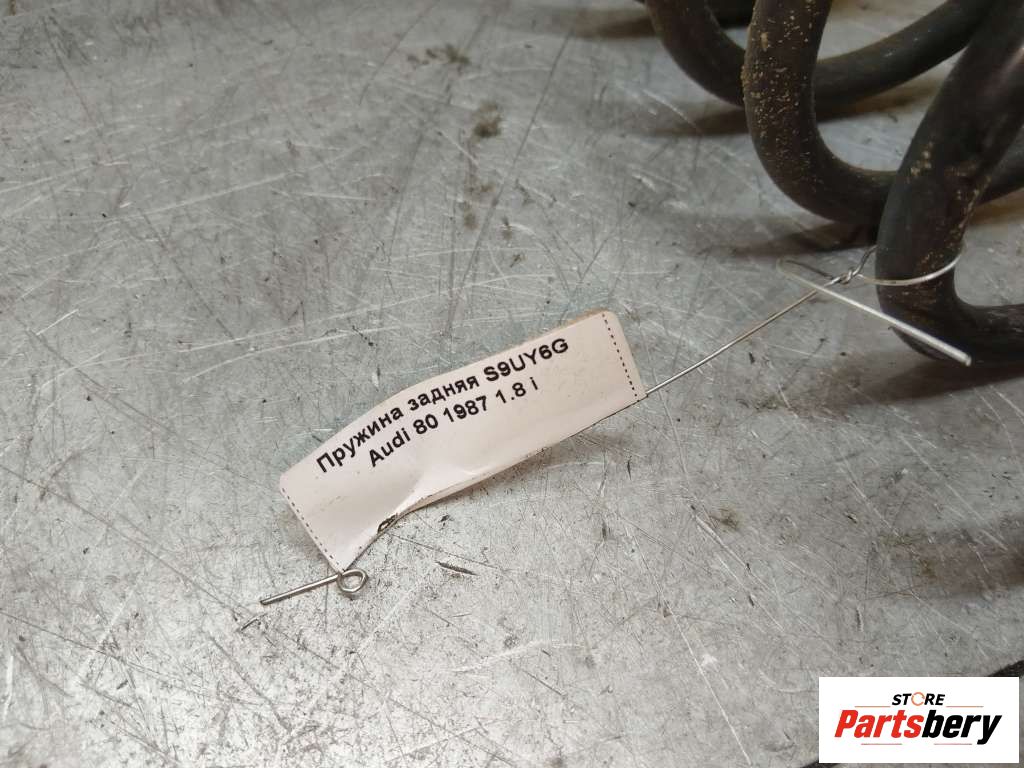 Пружина задняя S9UY6G
Audi 80 1987 1.8 i
STORE
Partsbery